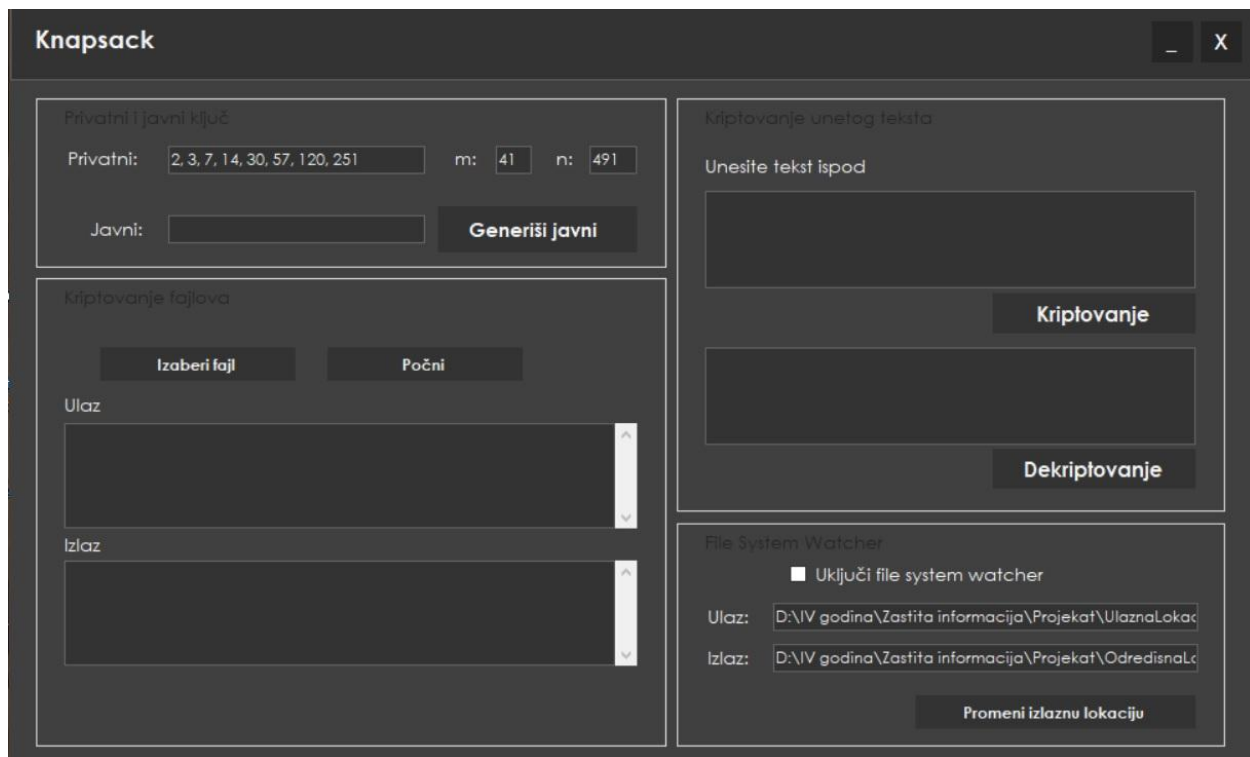 Knapsack
_ X
Privatni i javni ključ
Privatni: 2, 3, 7, 14, 30, 57, 120, 251 m: 41 n: 491
Javni: Generiši javni
Kriptovanje fajlova
Izaberi fajl Počni
Ulaz
Izlaz
Kriptovanje unetog teksta
Unesite tekst ispod
Kriptovanje
Dekriptovanje
File System Watcher
Uključi file system watcher
Ulaz: D:\IV godina\Zastita informacija\Projekat\UlaznaLokac
Izlaz: D:\IV godina\Zastita informacija\Projekat\OdredisnaLo
Promeni izlaznu lokaciju